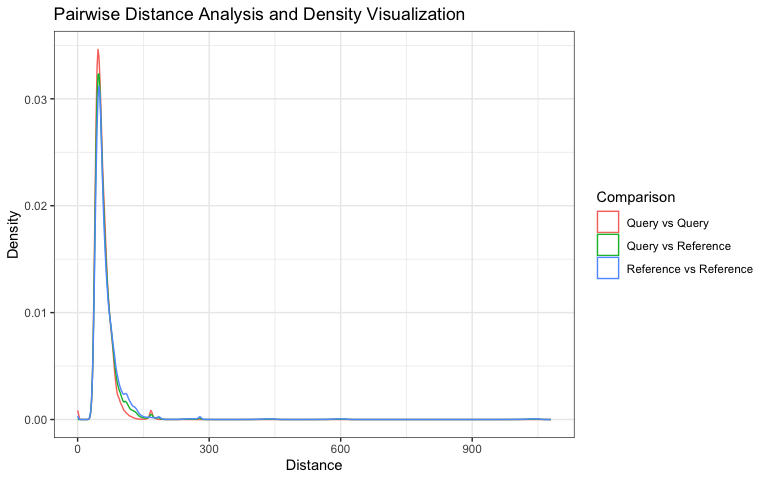 Pairwise Distance Analysis and Density Visualization
Density
0.03
0.02
0.01
0.00
0
300
600
900
Distance
Comparison
Query vs Query
Query vs Reference
Reference vs Reference